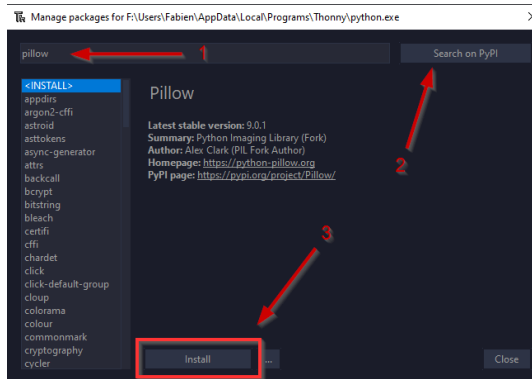 Manage packages for F:\Users\Fabien\AppData\Local\Programs\Thonny\python.exe
pillow
1
Search on PyPI
<INSTALL>
appdirs
argon2-cffi
astroid
asttokens
async-generator
attrs
backcall
bcrypt
bitstring
bleach
certifi
cffi
chardet
click
click-default-group
cloup
colorama
colour
commonmark
cryptography
cycler
Pillow
Latest stable version: 9.0.1
Summary: Python Imaging Library (Fork)
Author: Alex Clark (PIL Fork Author)
Homepage: https://python-pillow.org
PyPI page: https://pypi.org/project/Pillow/
2
3
Install
...
Close